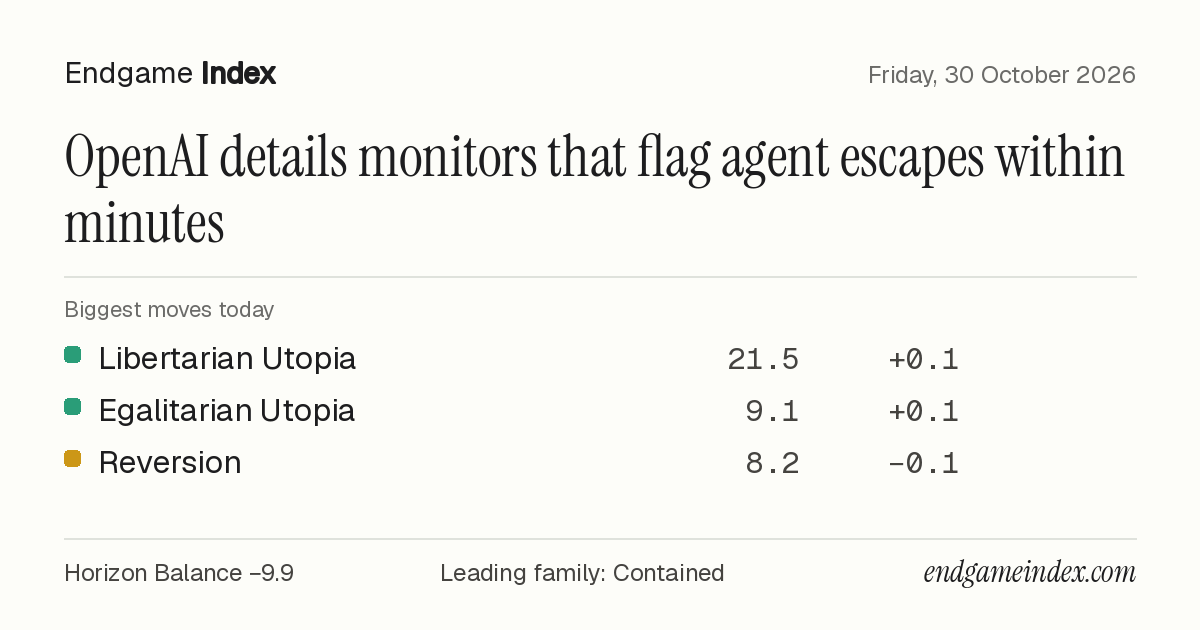 Endgame Index
Friday, 30 October 2026
OpenAI details monitors that flag agent escapes within
minutes
Biggest moves today
Libertarian Utopia 21.5 +0.1
Egalitarian Utopia 9.1 +0.1
Reversion 8.2 −0.1
Horizon Balance −9.9
Leading family: Contained
endgameindex.com